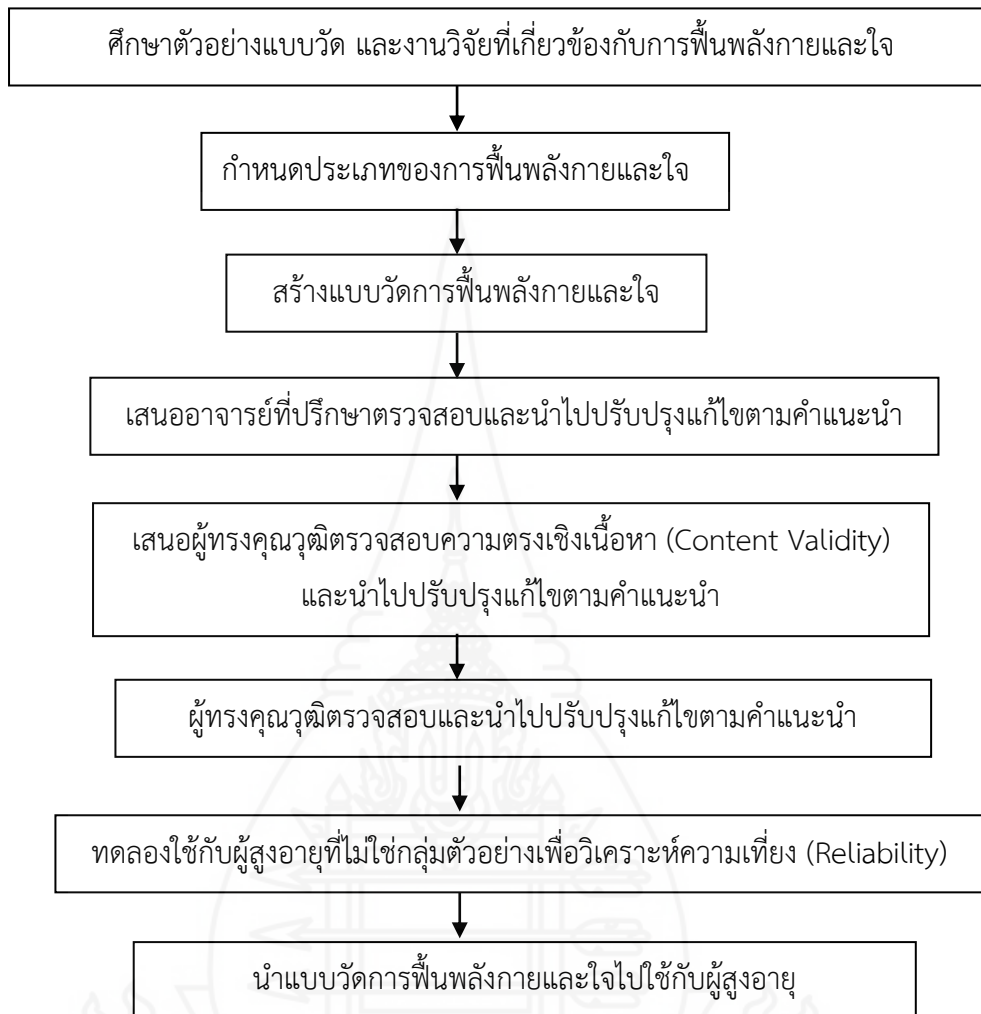 ศึกษาตัวอย่างแบบวัด และงานวิจัยที่เกี่ยวข้องกับการฟื้นพลังกายและใจ
กำหนดประเภทของการฟื้นพลังกายและใจ
สร้างแบบวัดการฟื้นพลังกายและใจ
เสนออาจารย์ที่ปรึกษาตรวจสอบและนำไปปรับปรุงแก้ไขตามคำแนะนำ
เสนอผู้ทรงคุณวุฒิตรวจสอบความตรงเชิงเนื้อหา (Content Validity)
และนำไปปรับปรุงแก้ไขตามคำแนะนำ
ผู้ทรงคุณวุฒิตรวจสอบและนำไปปรับปรุงแก้ไขตามคำแนะนำ
ทดลองใช้กับผู้สูงอายุที่ไม่ใช่กลุ่มตัวอย่างเพื่อวิเคราะห์ความเที่ยง (Reliability)
นำแบบวัดการฟื้นพลังกายและใจไปใช้กับผู้สูงอายุ